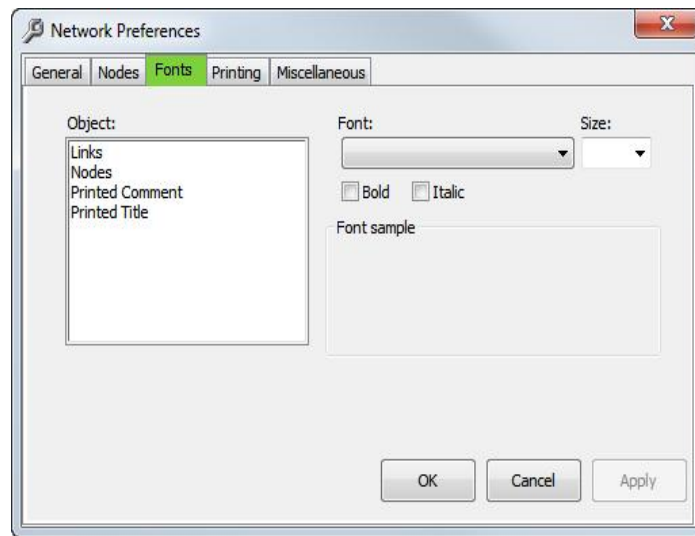 Network Preferences
X
General Nodes Fonts Printing Miscellaneous
Object: Font: Size:
Links
Nodes
Printed Comment
Printed Title
Bold Italic
Font sample
OK Cancel Apply